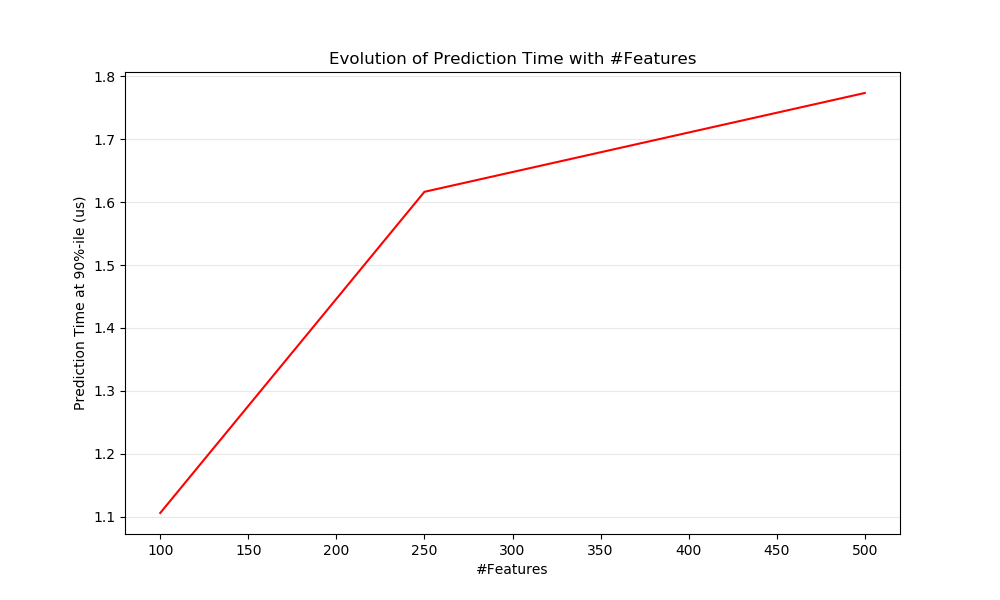 Evolution of Prediction Time with #Features
Prediction Time at 90%-ile (us)
1.8
1.7
1.6
1.5
1.4
1.3
1.2
1.1
100 150 200 250 300 350 400 450 500
#Features